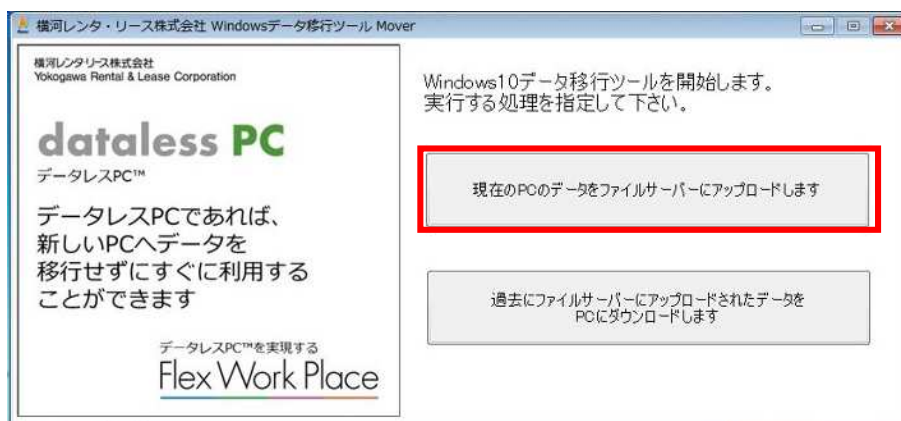 横河レンタ・リース株式会社 Windowsデータ移行ツール Mover
横河レンタリース株式会社
Yokogawa Rental & Lease Corporation
dataless PC
データレスPC™
データレスPCであれば、
新しいPCへデータを
移行せずにすぐに利用する
ことができます
データレスPC™を実現する
Flex Work Place
Windows10データ移行ツールを開始します。
実行する処理を指定して下さい。
現在のPCのデータをファイルサーバーにアップロードします
過去にファイルサーバーにアップロードされたデータを
PCにダウンロードします